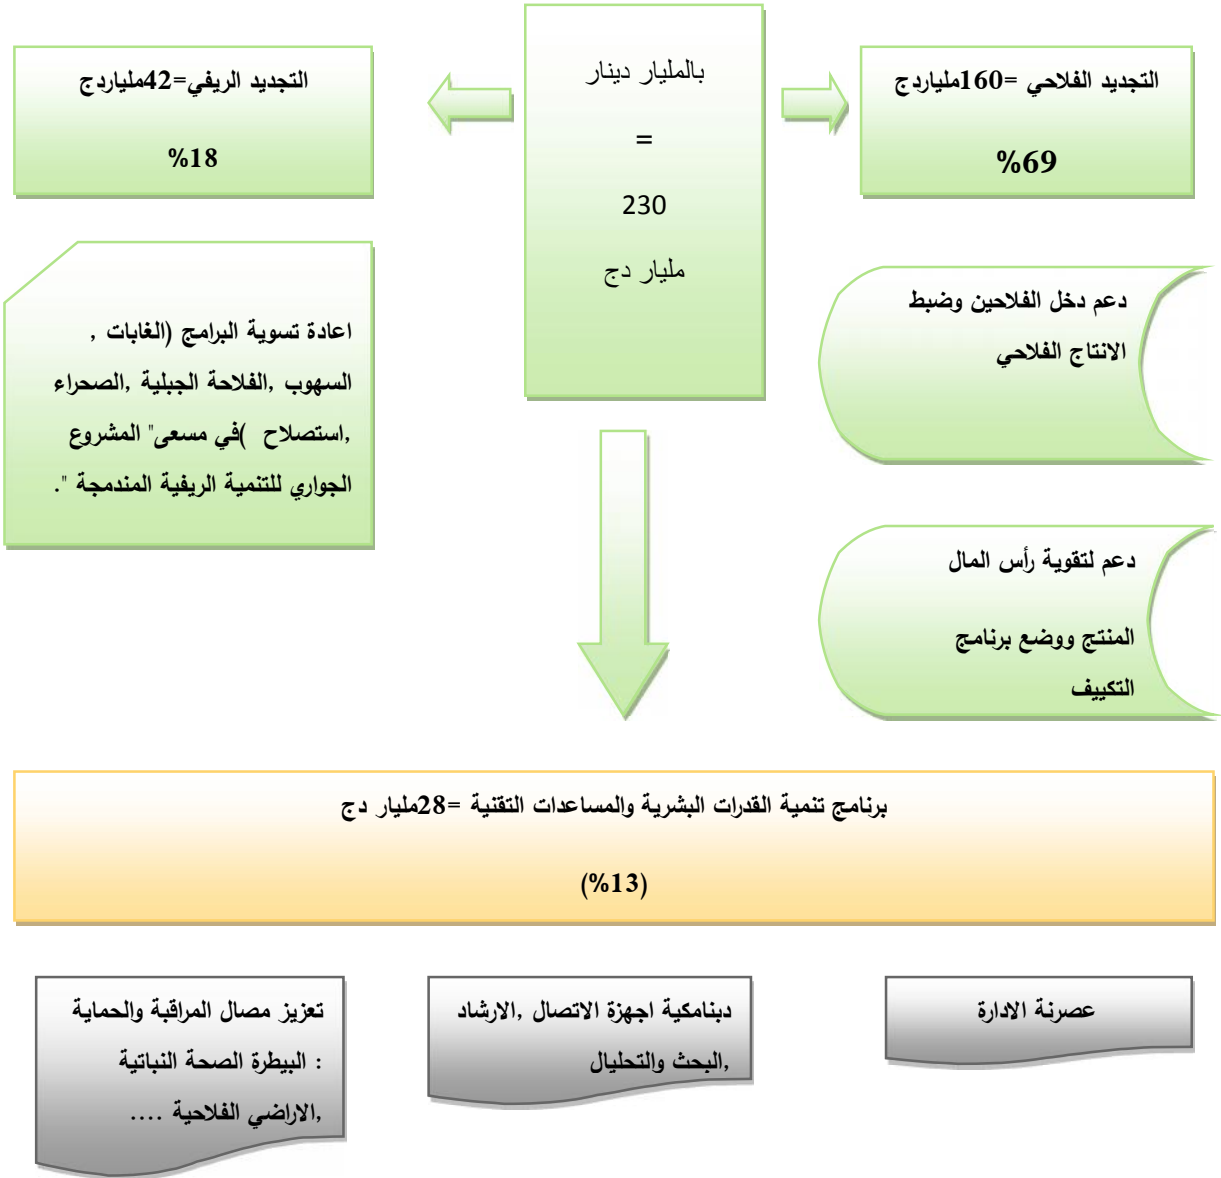 التجديد الفلاحي =160ملياردج
%69
بالمليار دينار
=
230
مليار دج
التجديد الريفي=42ملياردج
%18
دعم دخل الفلاحين وضبط
الانتاج الفلاحي
اعادة تسوية البرامج (الغابات ,
السهوب ,الفلاحة الجبلية ,الصحراء
,استصلاح )في مسعى" المشروع
الجواري للتنمية الريفية المندمجة ".
دعم لتقوية رأس المال
المنتج ووضع برنامج
التكييف
برنامج تنمية القدرات البشرية والمساعدات التقنية =28مليار دج
(%13)
عصرنة الادارة
دبنامكية اجهزة الاتصال ,الارشاد
,البحث والتحليال
تعزيز مصال المراقبة والحماية
: البيطرة الصحة النباتية
,الاراضي الفلاحية ....